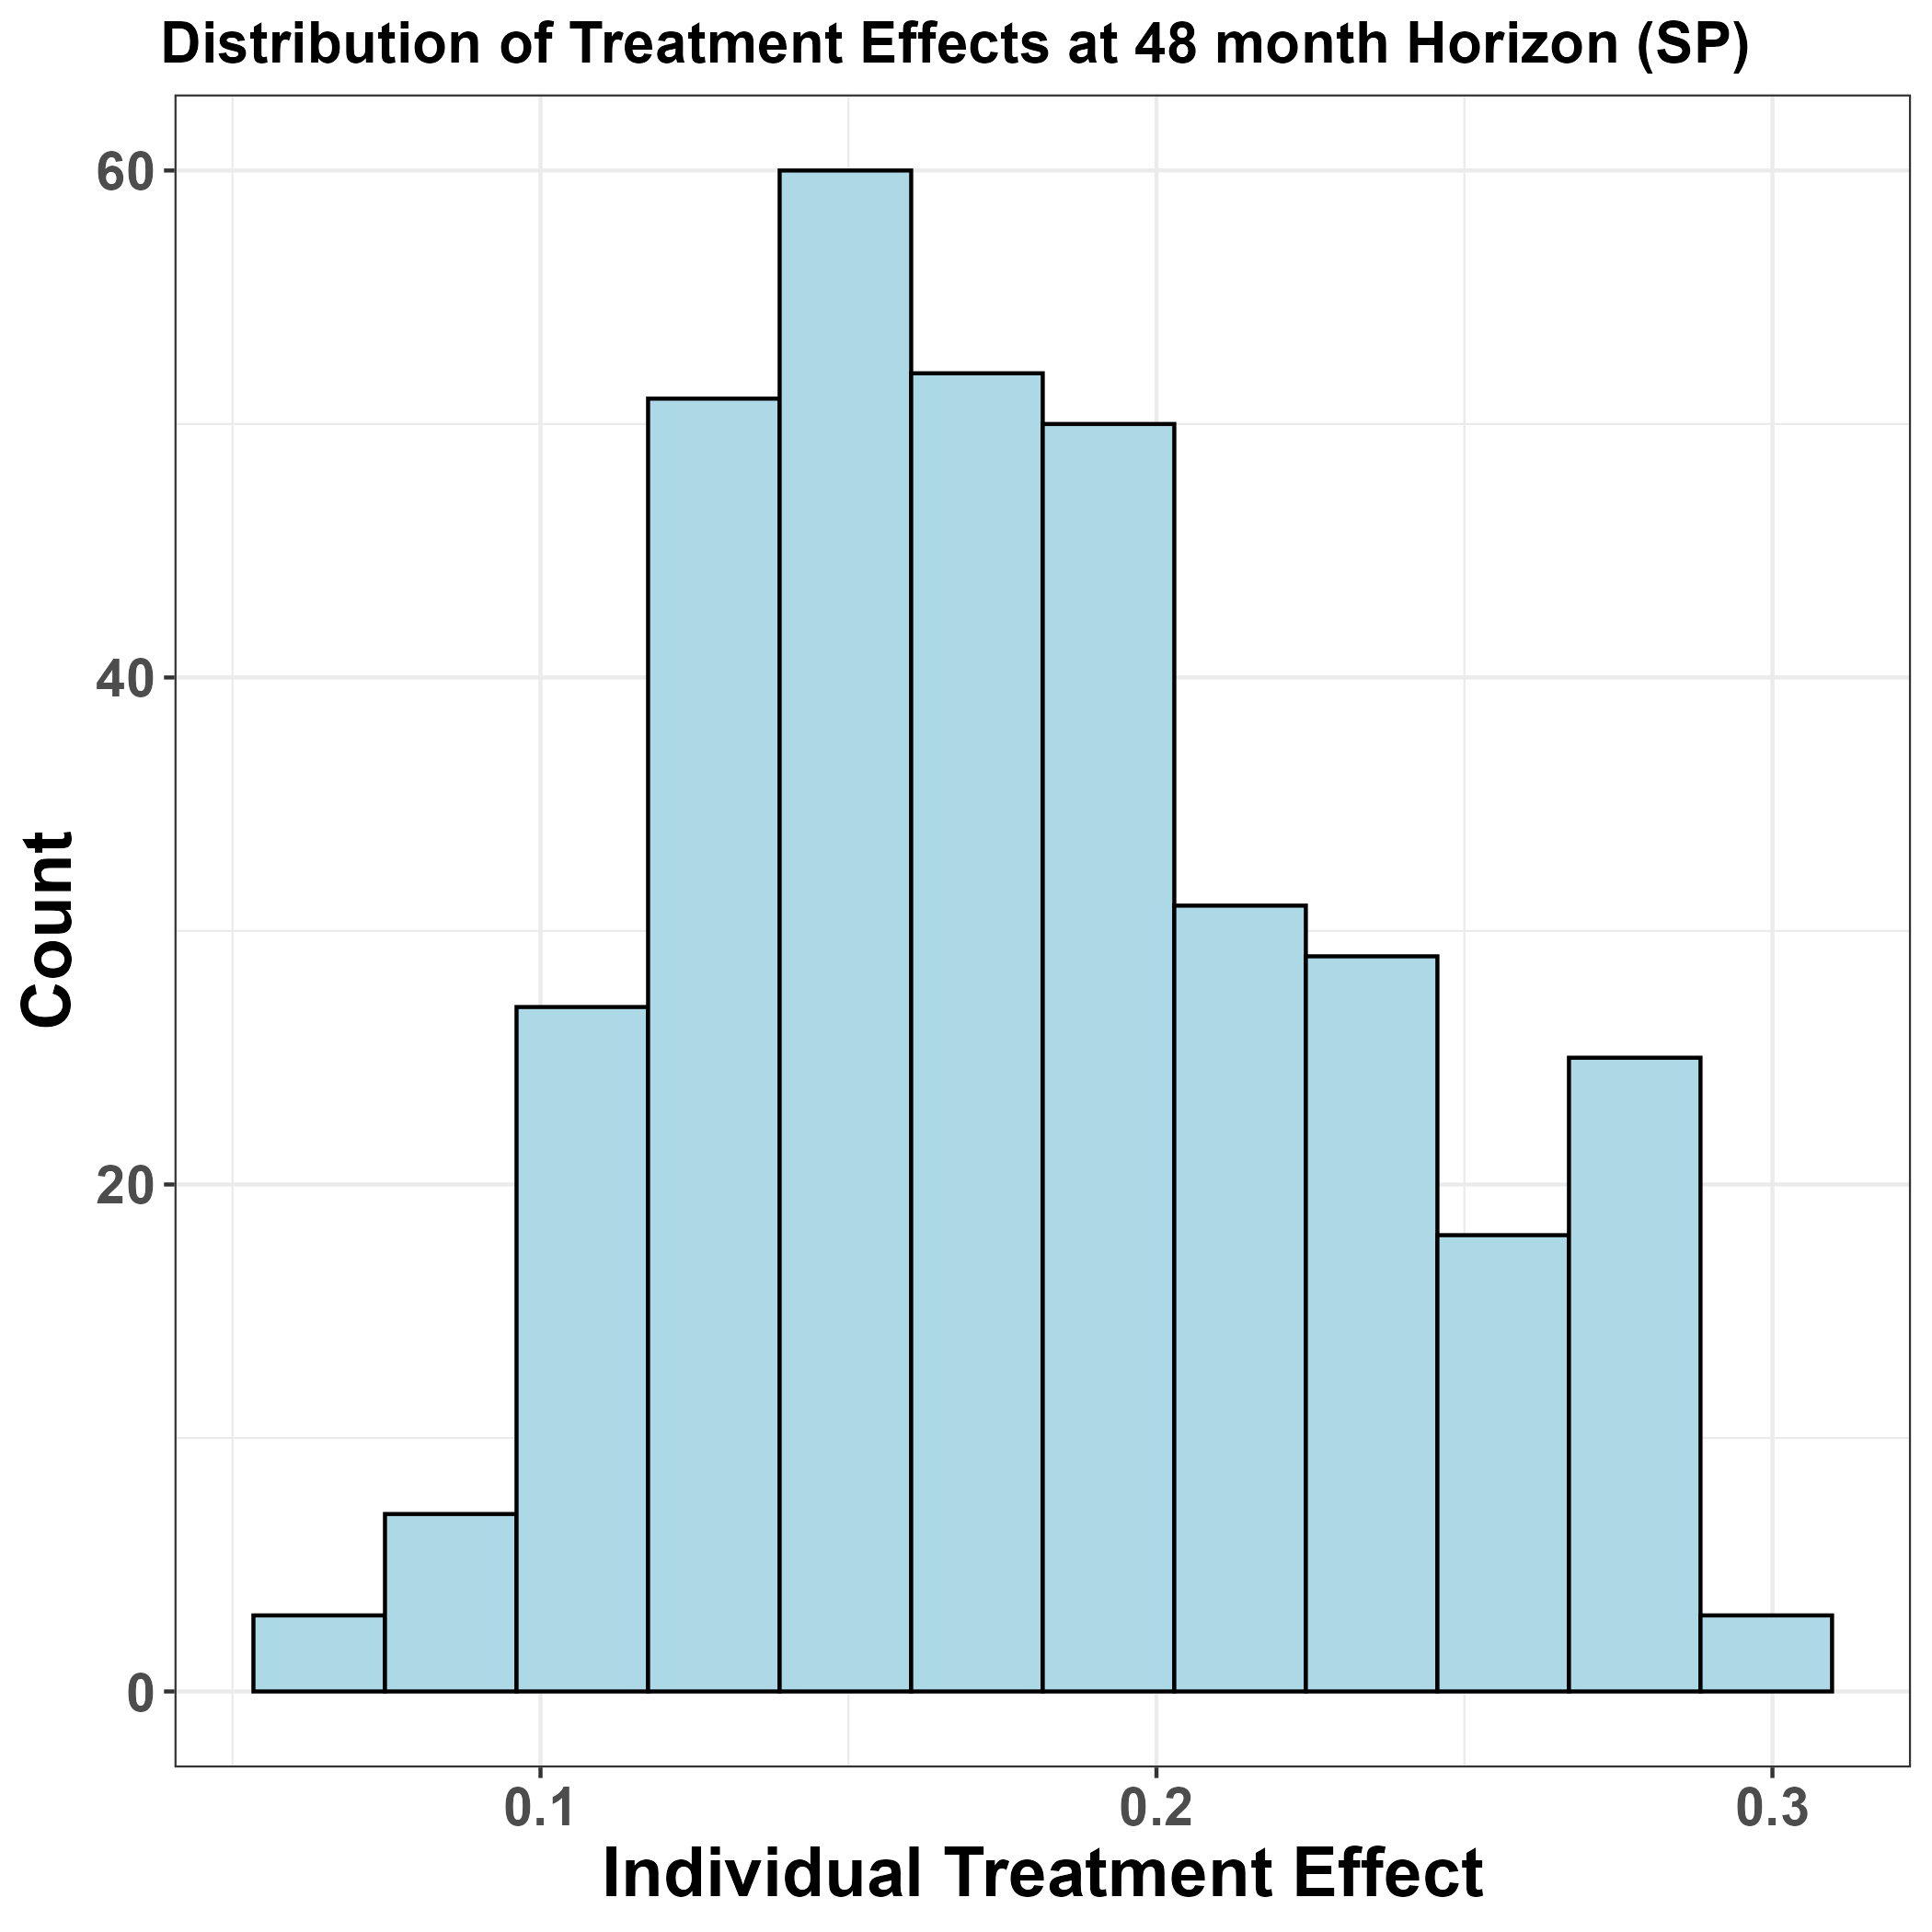 Distribution of Treatment Effects at 48 month Horizon (SP)
60
40
20
0
Count
0.1 0.2 0.3
Individual Treatment Effect